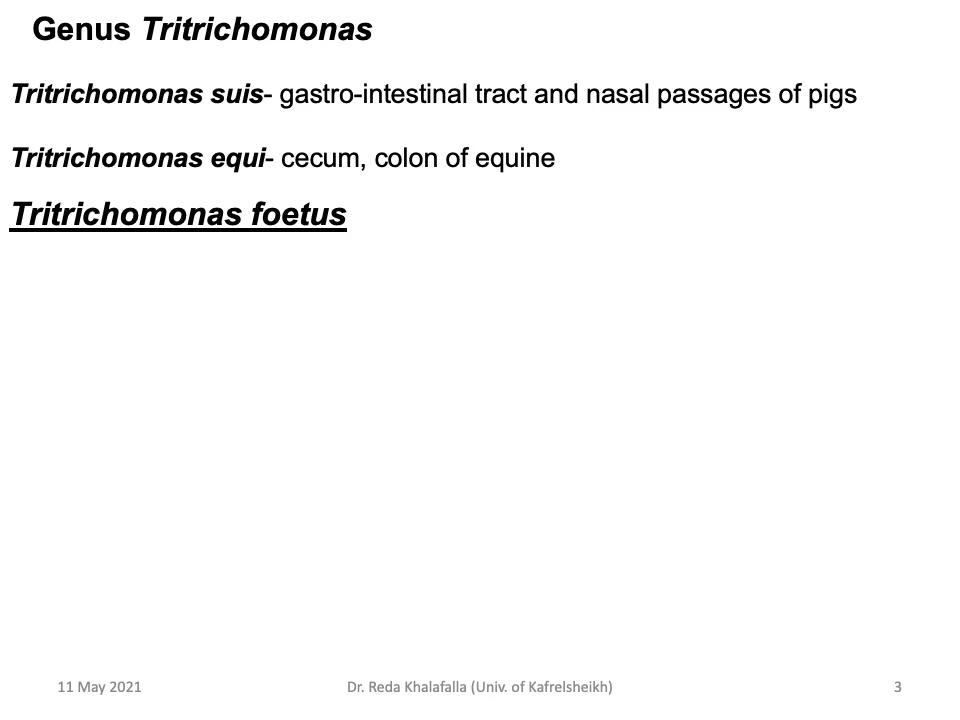 Genus Tritrichomonas
Tritrichomonas suis- gastro-intestinal tract and nasal passages of pigs
Tritrichomonas equi- cecum, colon of equine
Tritrichomonas foetus
11 May 2021
Dr. Reda Khalafalla (Univ. of Kafrelsheikh)
3